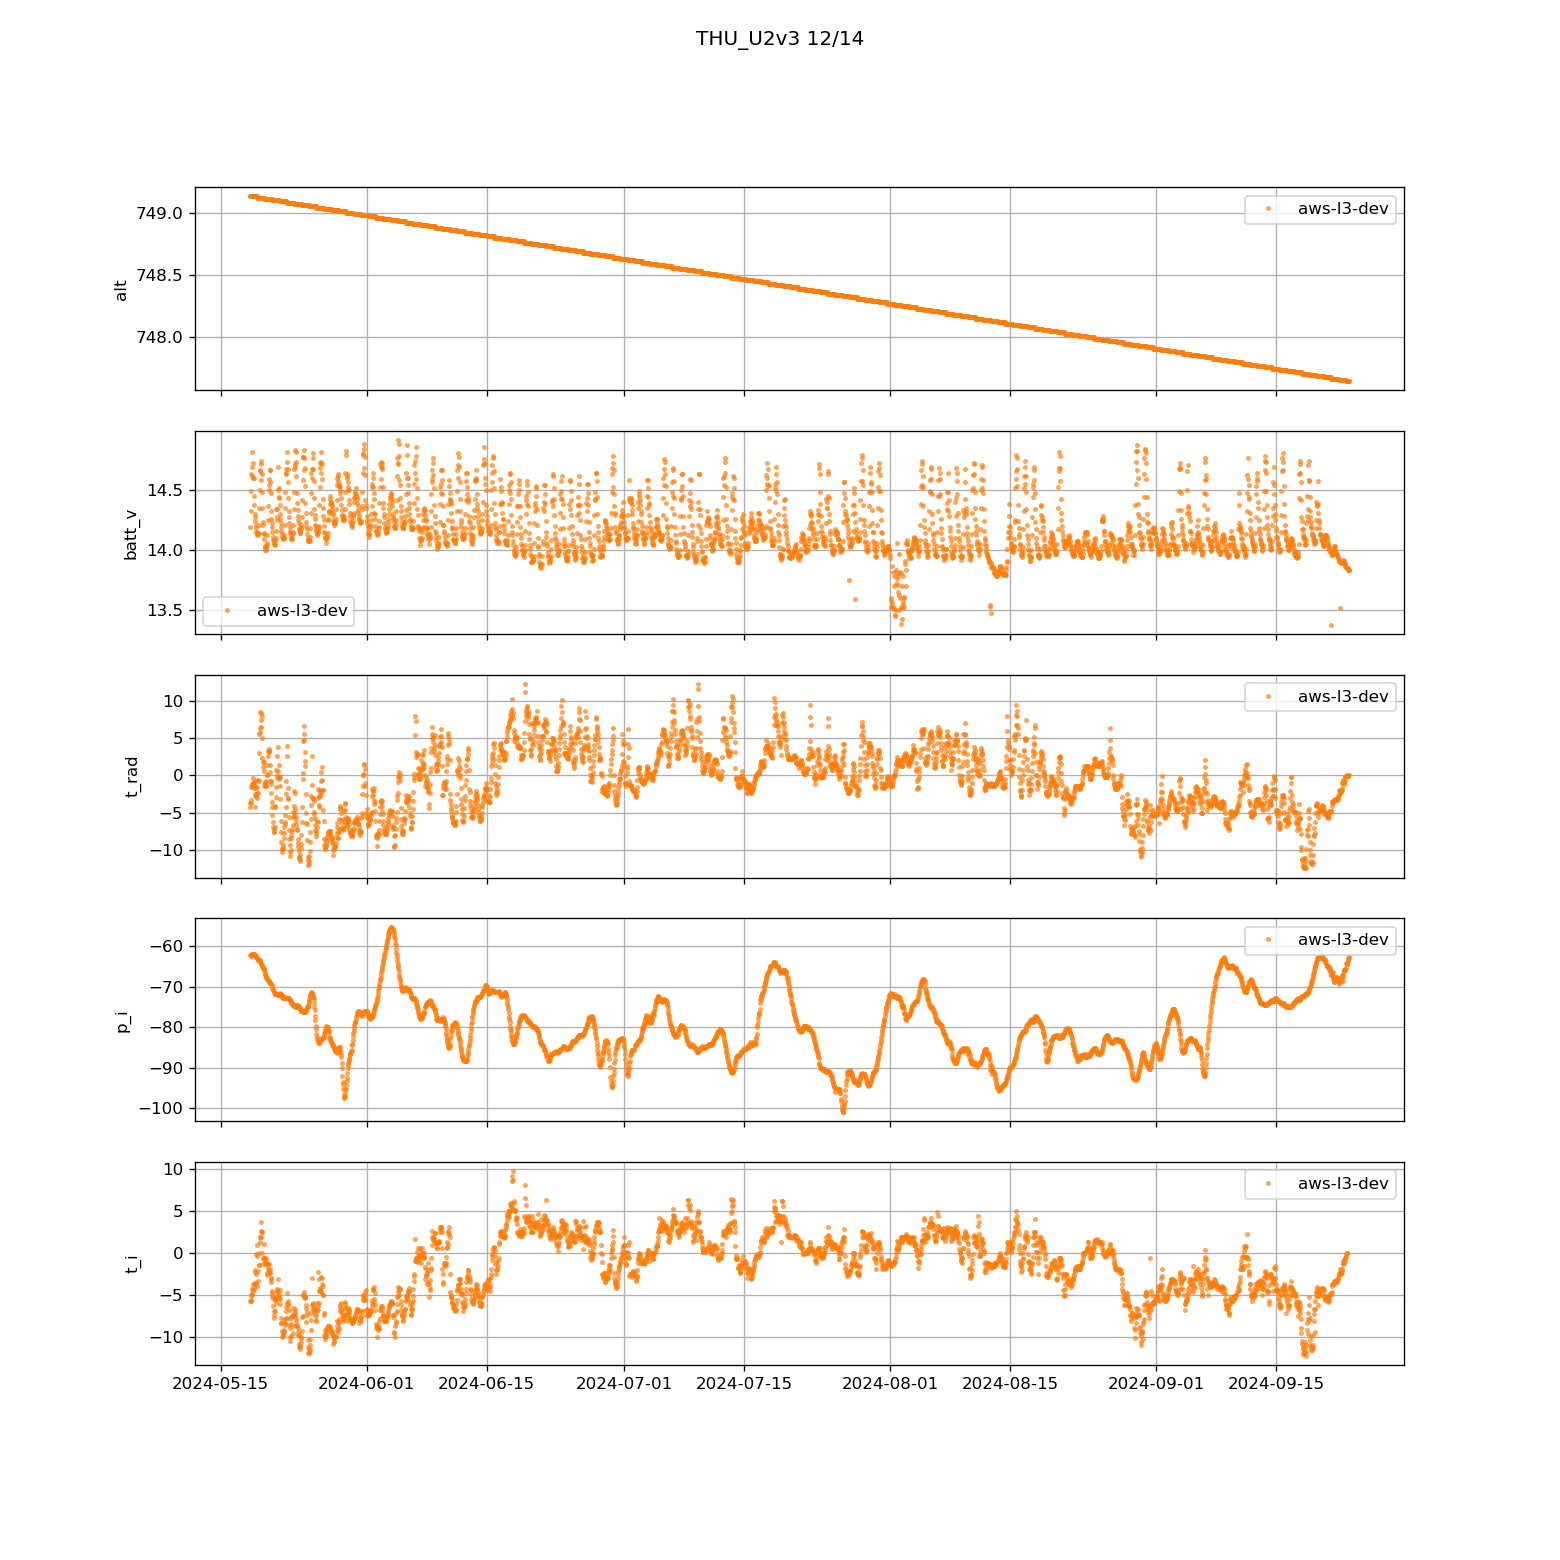 THU_U2v3 12/14
749.0
748.5
748.0
alt
aws-l3-dev
14.5
14.0
13.5
batt_v
aws-l3-dev
10
5
0
−5
−10
t_rad
aws-l3-dev
−60
−70
−80
−90
−100
p_i
aws-l3-dev
10
5
0
−5
−10
t_i
aws-l3-dev
2024-05-15 2024-06-01 2024-06-15 2024-07-01 2024-07-15 2024-08-01 2024-08-15 2024-09-01 2024-09-15